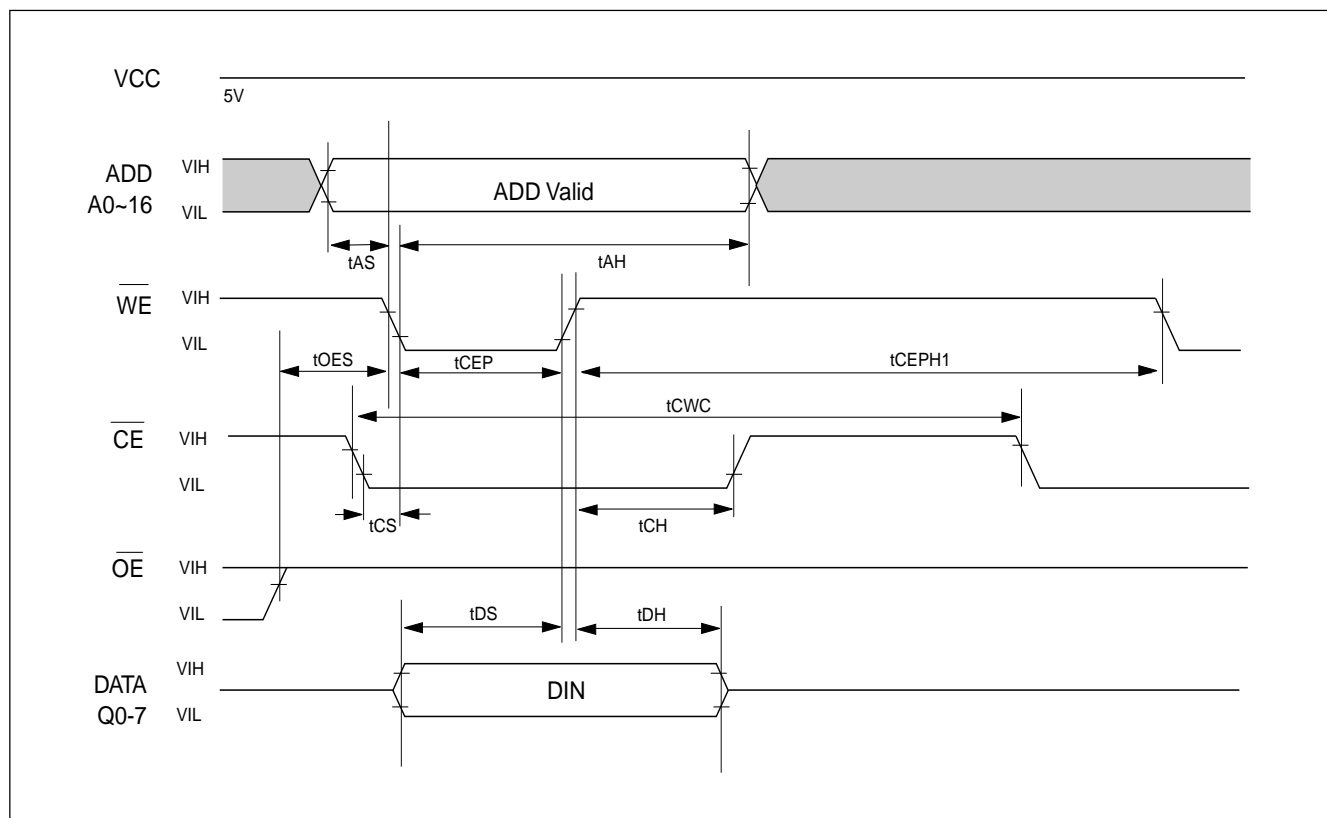 VCC
5V
ADD
A0~16
VIH
VIL
ADD Valid
tAS
tAH
WE
VIH
VIL
tOES
tCEP
tCEPH1
tCWC
CE
VIH
VIL
tCS
tCH
OE
VIH
VIL
tDS
tDH
DATA
Q0-7
VIH
VIL
DIN